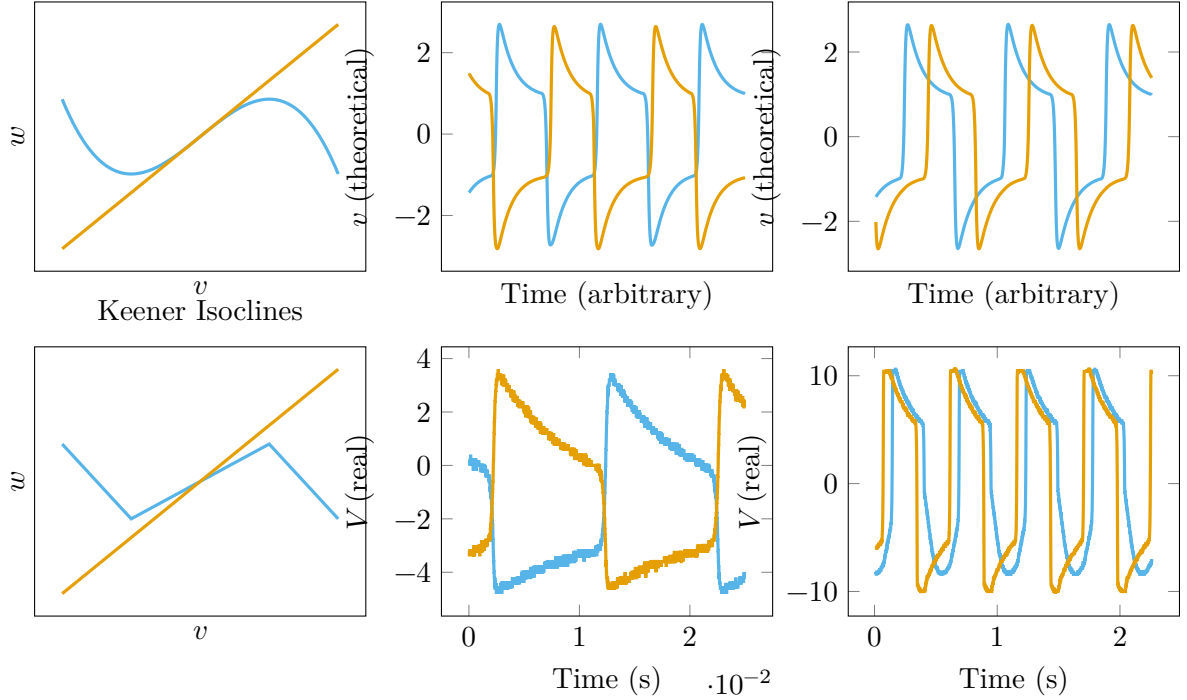 w
v
Keener Isoclines
v (theoretical)
2
0
−2
Time (arbitrary)
v (theoretical)
2
0
−2
Time (arbitrary)
w
v
V (real)
4
2
0
−2
−4
0 1 2
Time (s)
·10−2
V (real)
10
0
−10
0 1 2
Time (s)